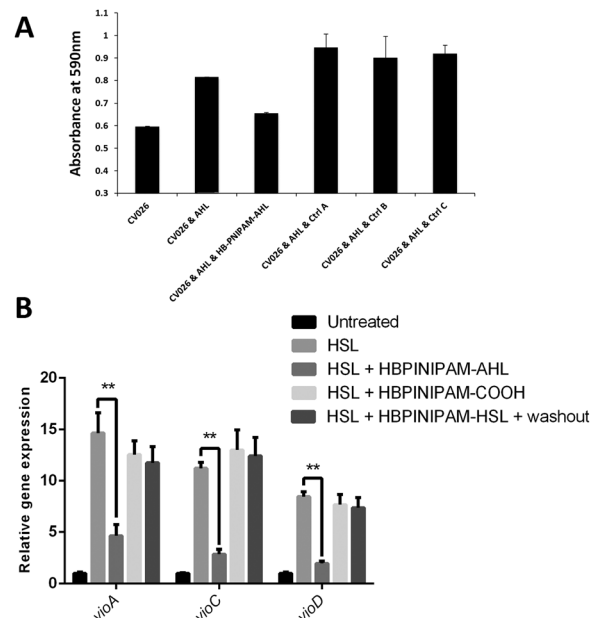 A
Absorbance at 590nm
1.1
1
0.9
0.8
0.7
0.6
0.5
0.4
0.3
CV026
CV026 & AHL
CV026 & AHL & HB-PNIPAM-AHL
CV026 & AHL & Ctrl A
CV026 & AHL & Ctrl B
CV026 & AHL & Ctrl C
B
Untreated
HSL
HSL + HBPINIPAM-AHL
HSL + HBPINIPAM-COOH
HSL + HBPINIPAM-HSL + washout
Relative gene expression
20
15
10
5
0
**
**
**
vioA
vioC
vioD